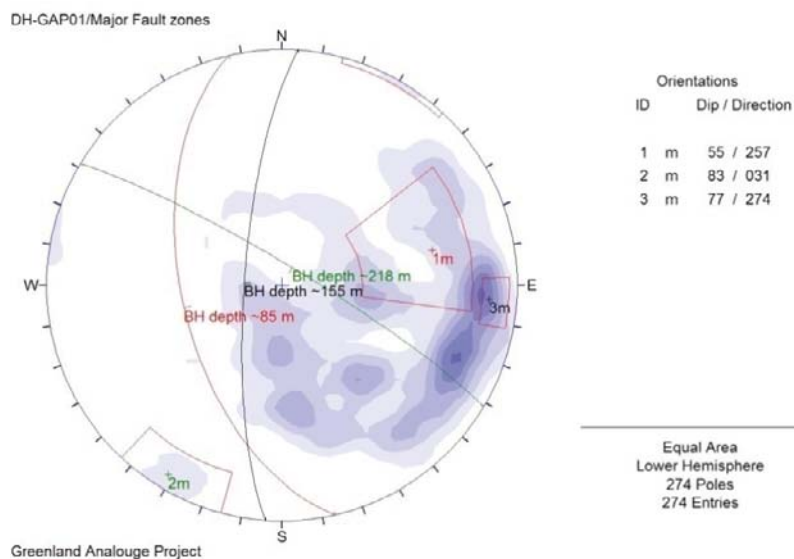 DH-GAP01/Major Fault zones
N
Orientations
ID Dip / Direction
1 m 55 / 257
2 m 83 / 031
3 m 77 / 274
1m
BH depth ~218 m
W
E
BH depth ~155 m
3m
BH depth ~85 m
2m
S
Equal Area
Lower Hemisphere
274 Poles
274 Entries
Greenland Analouge Project